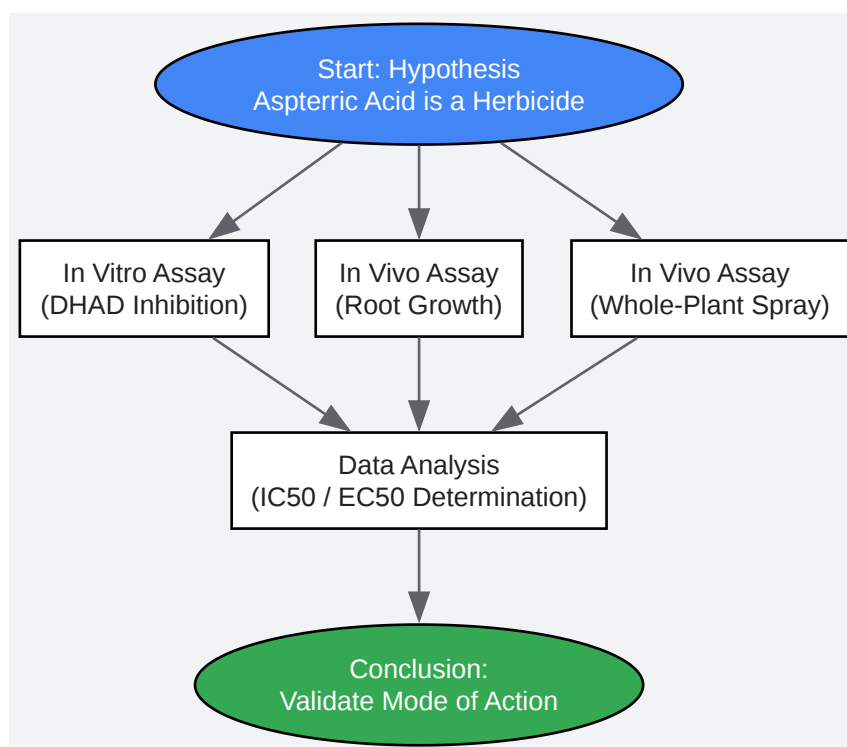 Start: Hypothesis
Aspterric Acid is a Herbicide
In Vitro Assay
(DHAD Inhibition)
In Vivo Assay
(Root Growth)
In Vivo Assay
(Whole-Plant Spray)
Data Analysis
(IC50 / EC50 Determination)
Conclusion:
Validate Mode of Action